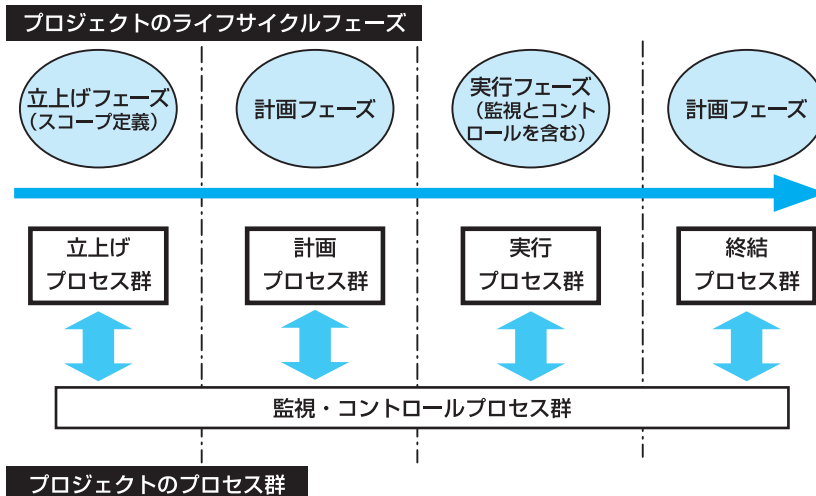 プロジェクトのライフサイクルフェーズ
立上げフェーズ
（スコープ定義）
計画フェーズ
実行フェーズ
（監視とコント
ロールを含む）
計画フェーズ
立上げ
プロセス群
計画
プロセス群
実行
プロセス群
終結
プロセス群
監視・コントロールプロセス群
プロジェクトのプロセス群